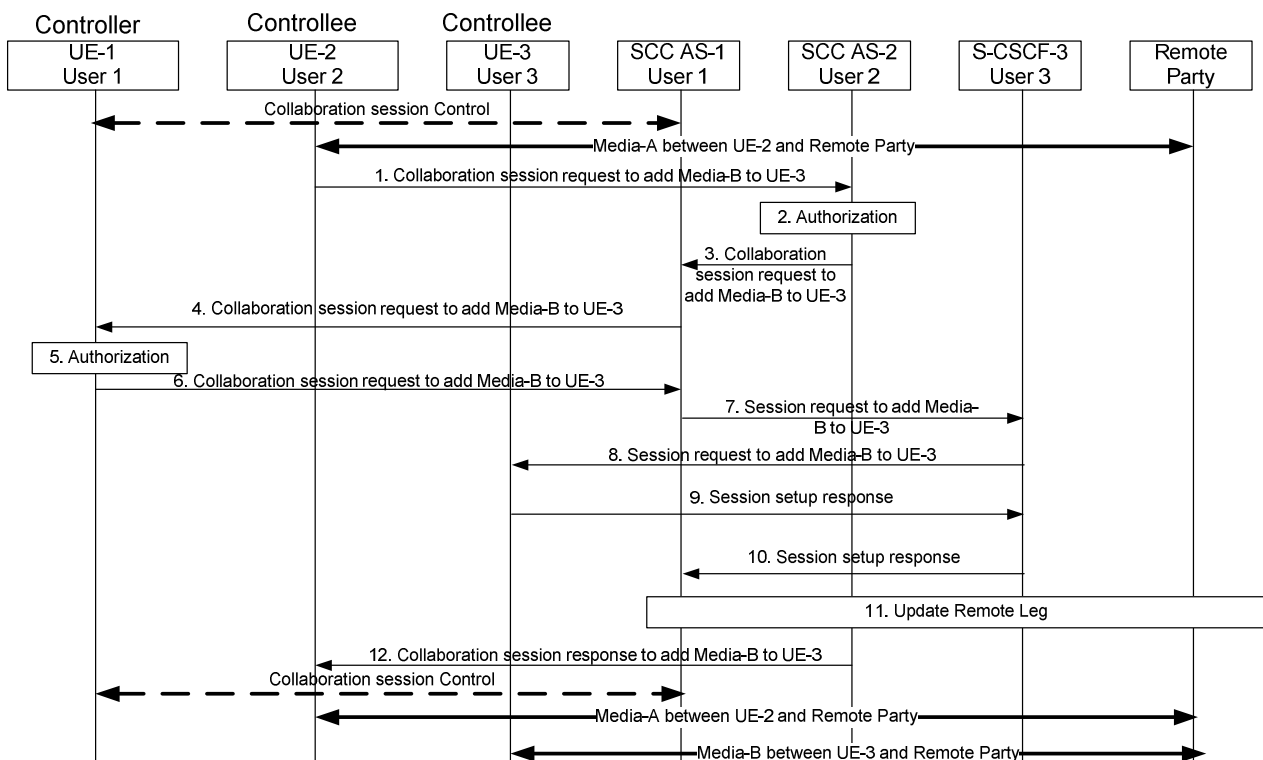 Controller
Controllee
Controllee
UE-1
User 1
UE-2
User 2
UE-3
User 3
SCC AS-1
User 1
SCC AS-2
User 2
S-CSCF-3
User 3
Remote
Party
Collaboration session Control
Media-A between UE-2 and Remote Party
1. Collaboration session request to add Media-B to UE-3
2. Authorization
3. Collaboration
session request to
add Media-B to UE-3
4. Collaboration session request to add Media-B to UE-3
5. Authorization
6. Collaboration session request to add Media-B to UE-3
7. Session request to add Media-
B to UE-3
8. Session request to add Media-B to UE-3
9. Session setup response
10. Session setup response
11. Update Remote Leg
12. Collaboration session response to add Media-B to UE-3
Collaboration session Control
Media-A between UE-2 and Remote Party
Media-B between UE-3 and Remote Party